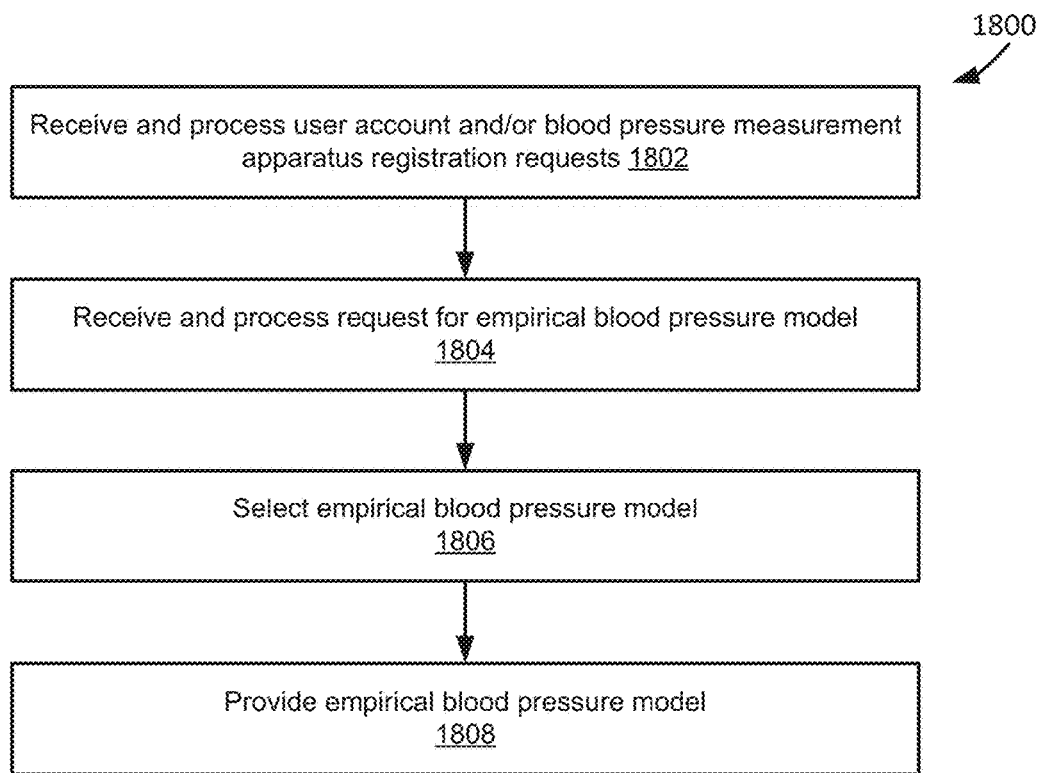 1800
Receive and process user account and/or blood pressure measurement
apparatus registration requests 1802
Receive and process request for empirical blood pressure model
1804
Select empirical blood pressure model
1806
Provide empirical blood pressure model
1808